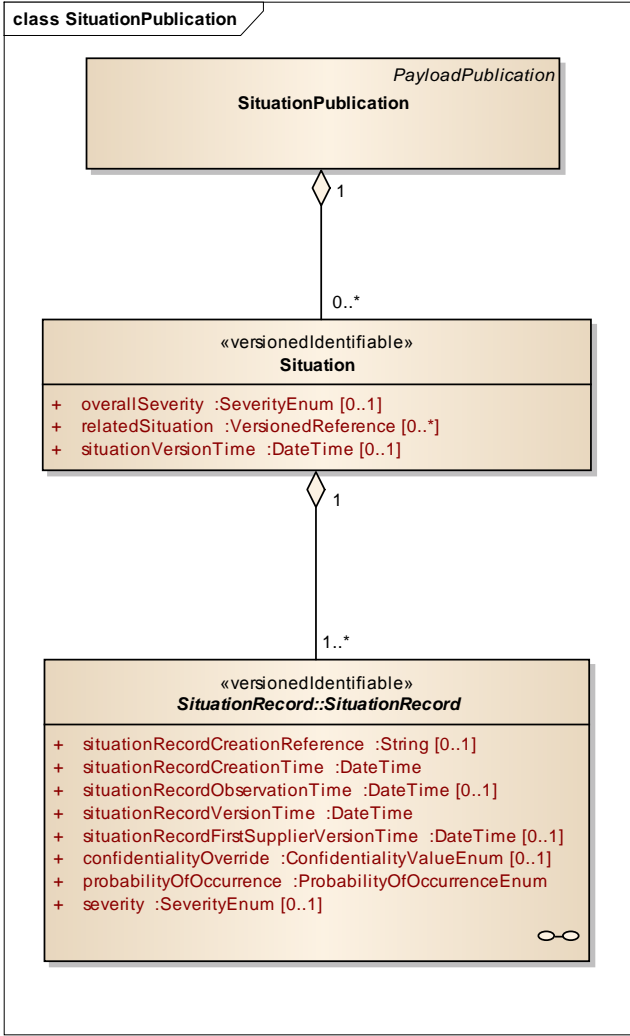 class SituationPublication
PayloadPublication
SituationPublication
1
0..*
«versionedIdentifiable»
Situation
+ overallSeverity :SeverityEnum [0..1]
+ relatedSituation :VersionedReference [0..*]
+ situationVersionTime :DateTime [0..1]
1
1..*
«versionedIdentifiable»
SituationRecord::SituationRecord
+ situationRecordCreationReference :String [0..1]
+ situationRecordCreationTime :DateTime
+ situationRecordObservationTime :DateTime [0..1]
+ situationRecordVersionTime :DateTime
+ situationRecordFirstSupplierVersionTime :DateTime [0..1]
+ confidentialityOverride :ConfidentialityValueEnum [0..1]
+ probabilityOfOccurrence :ProbabilityOfOccurrenceEnum
+ severity :SeverityEnum [0..1]